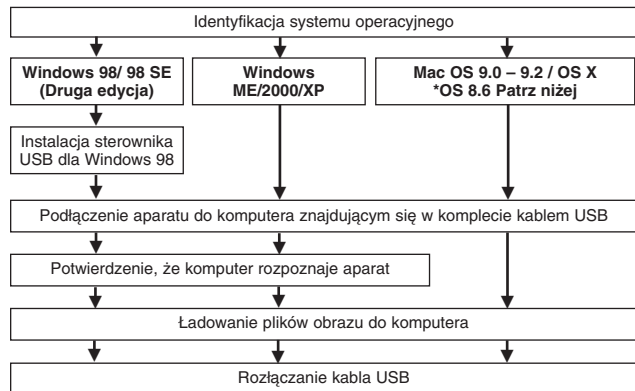 Identyfikacja systemu operacyjnego
Windows 98/ 98 SE
(Druga edycja)
Windows
ME/2000/XP
Mac OS 9.0 – 9.2 / OS X
*OS 8.6 Patrz niżej
Instalacja sterownika
USB dla Windows 98
Podłączenie aparatu do komputera znajdującym się w komplecie kablem USB
Potwierdzenie, że komputer rozpoznaje aparat
Ładowanie plików obrazu do komputera
Rozłączanie kabla USB